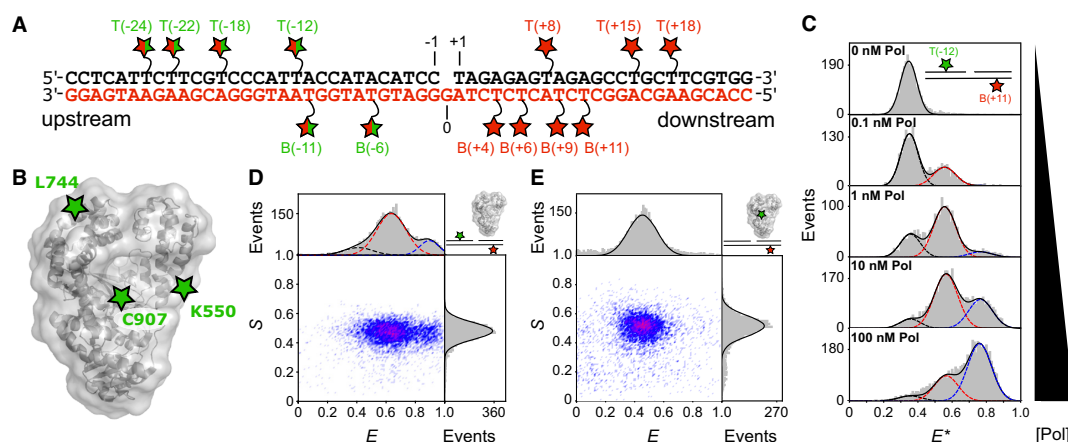 A
T(-24) T(-22) T(-18) T(-12) T(+8) T(+15) T(+18)
-1 +1
5'-CCTCATTCTTCGTCCCATTACCATACATCC TAGAGAGTAGAGCCTGCTTCGTGG-3'
3'-GGAGTAAGAAGCAGGGTAATGGTATGTAGGGATCTCTCATCTCGGACGAAGCACC-5'
upstream 0 downstream
B(-11) B(-6) B(+4) B(+6) B(+9) B(+11)
B
L744
C907
K550
D
Events
150
1.0
S
0.8
0.6
0.4
0.2
0
0 0.2 0.4 0.6 0.8 1.0 360
E Events
E
Events
150
1.0
S
0.8
0.6
0.4
0.2
0
0 0.2 0.4 0.6 0.8 1.0 270
E Events
C
0 nM Pol
T(-12)
B(+11)
190
0
0.1 nM Pol
130
0
1 nM Pol
Events
100
0
10 nM Pol
170
0
100 nM Pol
180
0
0 0.2 0.4 0.6 0.8 1.0
E* [Pol]